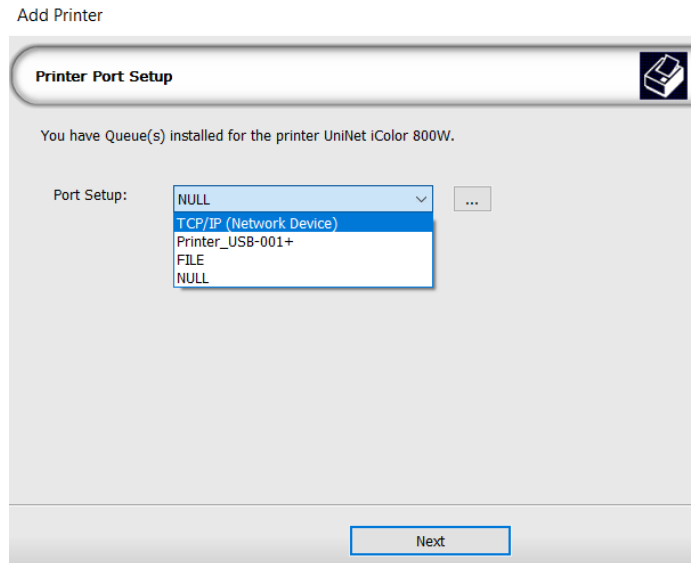 Add Printer
Printer Port Setup
You have Queue(s) installed for the printer UniNet iColor 800W.
Port Setup: NULL ...
TCP/IP (Network Device)
Printer_USB-001+
FILE
NULL
Next